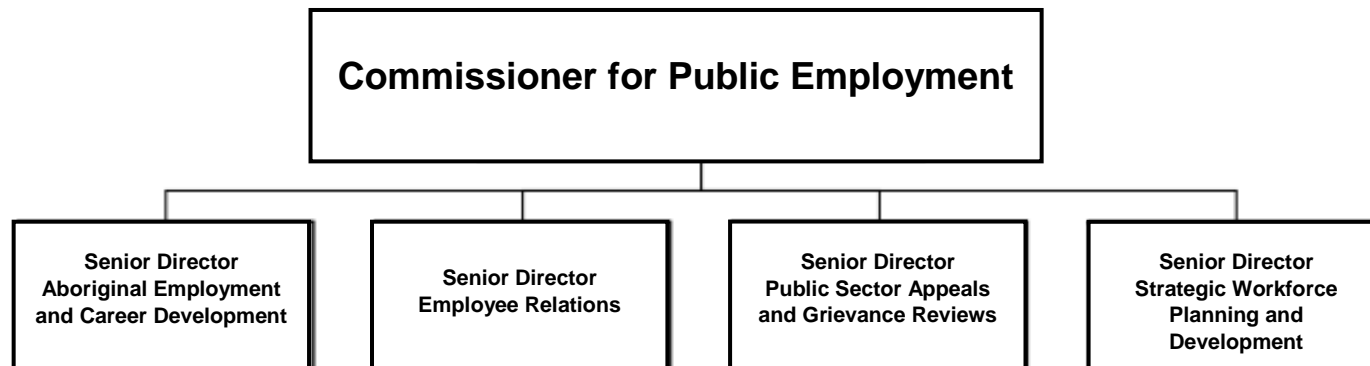 Commissioner for Public Employment
Senior Director
Aboriginal Employment
and Career Development
Senior Director
Employee Relations
Senior Director
Public Sector Appeals
and Grievance Reviews
Senior Director
Strategic Workforce
Planning and
Development